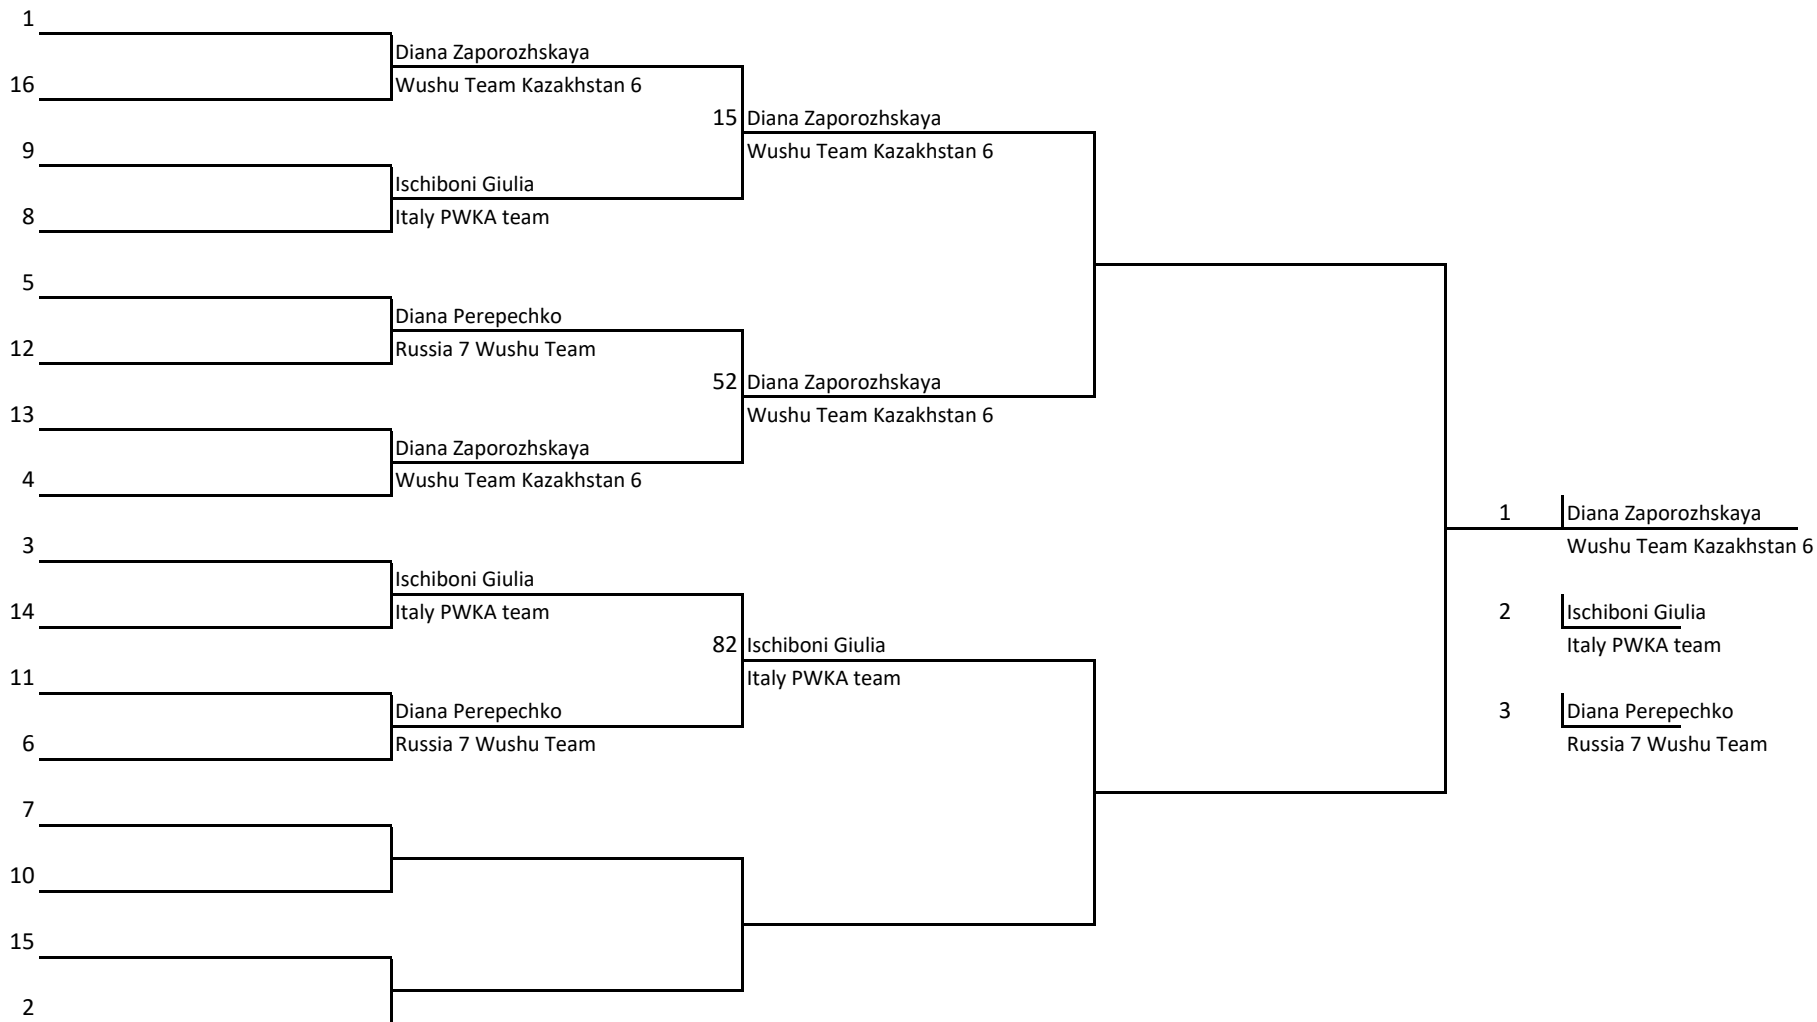 1
Diana Zaporozhskaya
16
Wushu Team Kazakhstan 6
15
Diana Zaporozhskaya
9
Wushu Team Kazakhstan 6
Ischiboni Giulia
8
Italy PWKA team
5
Diana Perepechko
12
Russia 7 Wushu Team
52
Diana Zaporozhskaya
13
Wushu Team Kazakhstan 6
Diana Zaporozhskaya
4
Wushu Team Kazakhstan 6
1
Diana Zaporozhskaya
3
Wushu Team Kazakhstan 6
Ischiboni Giulia
14
Italy PWKA team
2
Ischiboni Giulia
82
Ischiboni Giulia
Italy PWKA team
11
Italy PWKA team
Diana Perepechko
3
Diana Perepechko
6
Russia 7 Wushu Team
Russia 7 Wushu Team
7
10
15
2